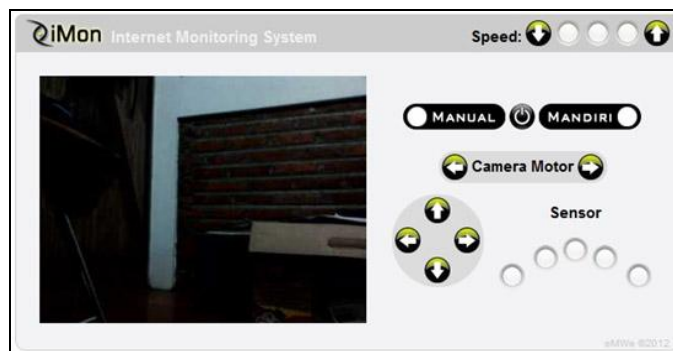 iMon Internet Monitoring System
Speed:
MANUAL
MANDIRI
Camera Motor
Sensor
eMWe ©2012